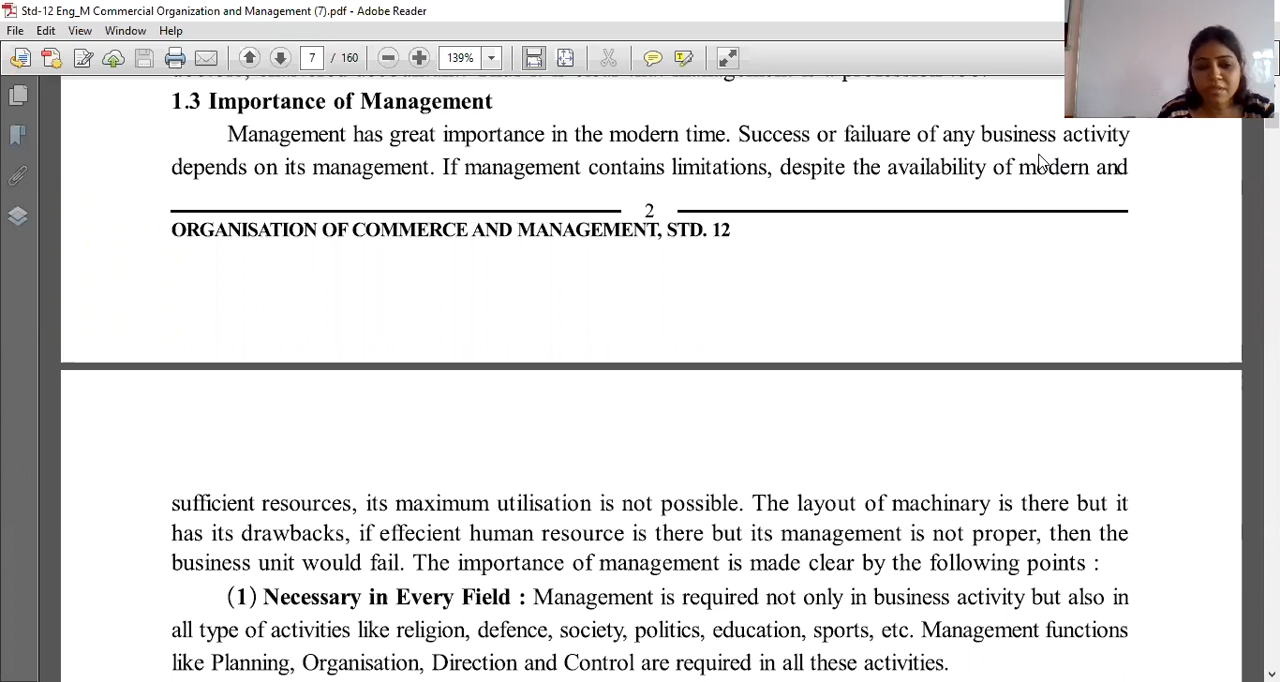 Std-12 Eng_M Commercial Organization and Management (7).pdf - Adobe Reader
File Edit View Window Help
7 / 160 139%
1.3 Importance of Management
Management has great importance in the modern time. Success or failuare of any business activity
depends on its management. If management contains limitations, despite the availability of modern and
2
ORGANISATION OF COMMERCE AND MANAGEMENT, STD. 12
sufficient resources, its maximum utilisation is not possible. The layout of machinary is there but it
has its drawbacks, if effecient human resource is there but its management is not proper, then the
business unit would fail. The importance of management is made clear by the following points :
(1) Necessary in Every Field : Management is required not only in business activity but also in
all type of activities like religion, defence, society, politics, education, sports, etc. Management functions
like Planning, Organisation, Direction and Control are required in all these activities.